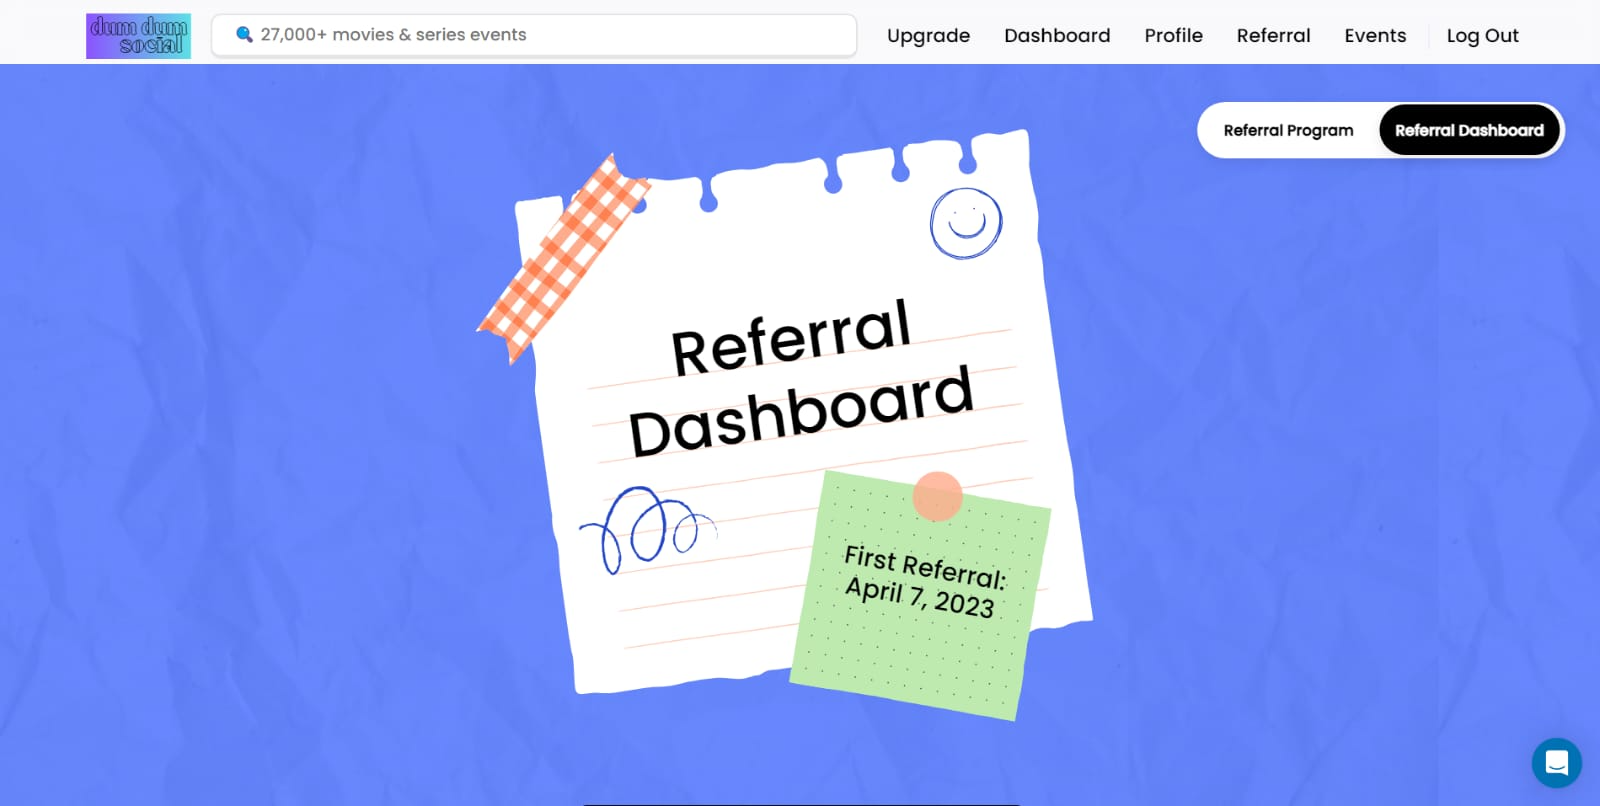 dum dum
social
27,000+ movies & series events
Upgrade
Dashboard
Profile
Referral
Events
Log Out
Referral Program
Referral Dashboard
Referral
Dashboard
First Referral:
April 7, 2023